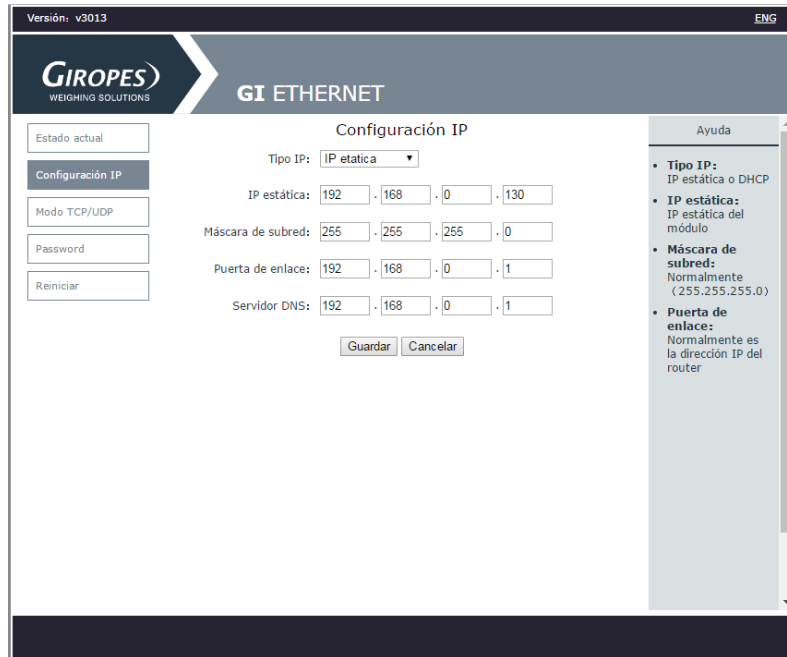 Versión: v3013
ENG
GIROPES
WEIGHING SOLUTIONS
GI ETHERNET
Estado actual
Configuración IP
Modo TCP/UDP
Password
Reiniciar
Configuración IP
Tipo IP: IP etatica
IP estática: 192 . 168 . 0 . 130
Máscara de subred: 255 . 255 . 255 . 0
Puerta de enlace: 192 . 168 . 0 . 1
Servidor DNS: 192 . 168 . 0 . 1
Guardar Cancelar
Ayuda
• Tipo IP:
IP estática o DHCP
• IP estática:
IP estática del
módulo
• Máscara de
subred:
Normalmente
(255.255.255.0)
• Puerta de
enlace:
Normalmente es
la dirección IP del
router